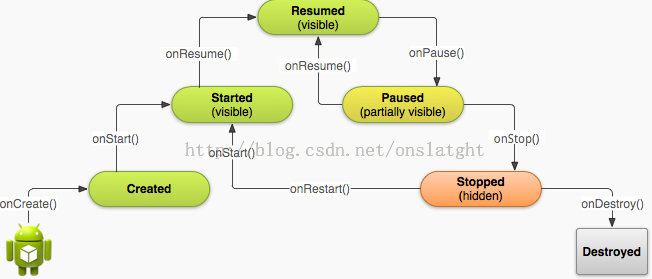 Resumed
(visible)
onResume()
onResume()
onPause()
Started
(visible)
Paused
(partially visible)
onStart()
http://blog.csdn.net/onslatght
onStart()
onStop()
Created
onRestart()
Stopped
(hidden)
onCreate()
onDestroy()
Destroyed